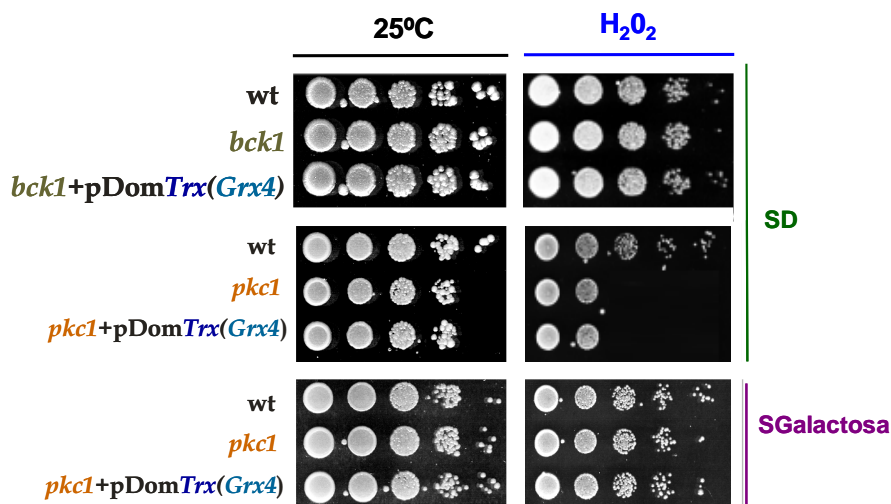 25ºC
H₂0₂
wt
bck1
bck1+pDomTrx(Grx4)
SD
wt
pkc1
pkc1+pDomTrx(Grx4)
wt
SGalactosa
pkc1
pkc1+pDomTrx(Grx4)